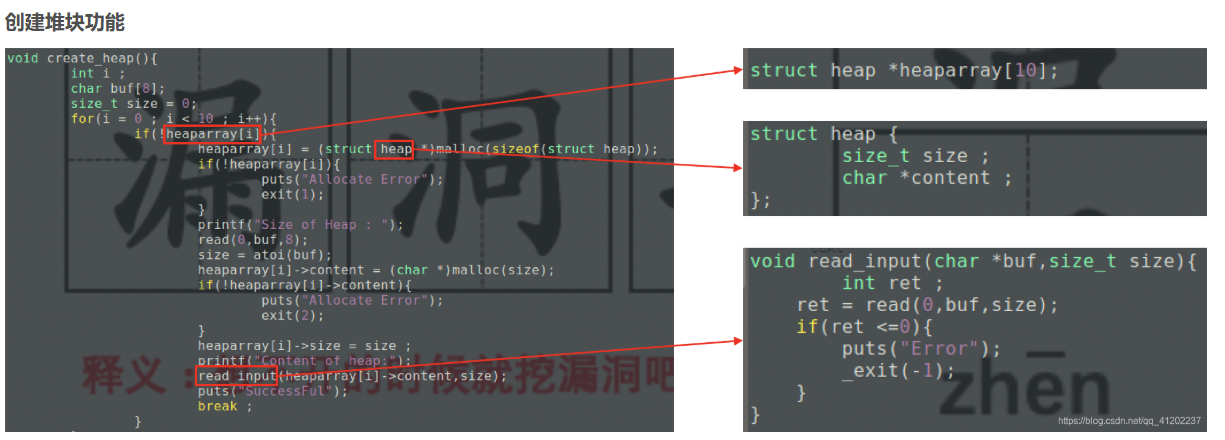 创建堆块功能
void create_heap(){
int i ;
char buf[8];
size_t size = 0;
for(i = 0 ; i < 10 ; i++){
if(!heaparray[i]){
heaparray[i] = (struct heap *)malloc(sizeof(struct heap));
if(!heaparray[i]){
puts("Allocate Error");
exit(1);
}
printf("Size of Heap : ");
read(0,buf,8);
size = atoi(buf);
heaparray[i]->content = (char *)malloc(size);
if(!heaparray[i]->content){
puts("Allocate Error");
exit(2);
}
heaparray[i]->size = size ;
printf("Content of heap:");
read_input(heaparray[i]->content,size);
puts("SuccessFul");
break ;
}
struct heap *heaparray[10];
struct heap {
size_t size ;
char *content ;
};
void read_input(char *buf,size_t size){
int ret ;
ret = read(0,buf,size);
if(ret <=0){
puts("Error");
_exit(-1);
}
}
漏洞
释义：
的时候就挖漏洞吧
zhēn
https://blog.csdn.net/qq_41202237